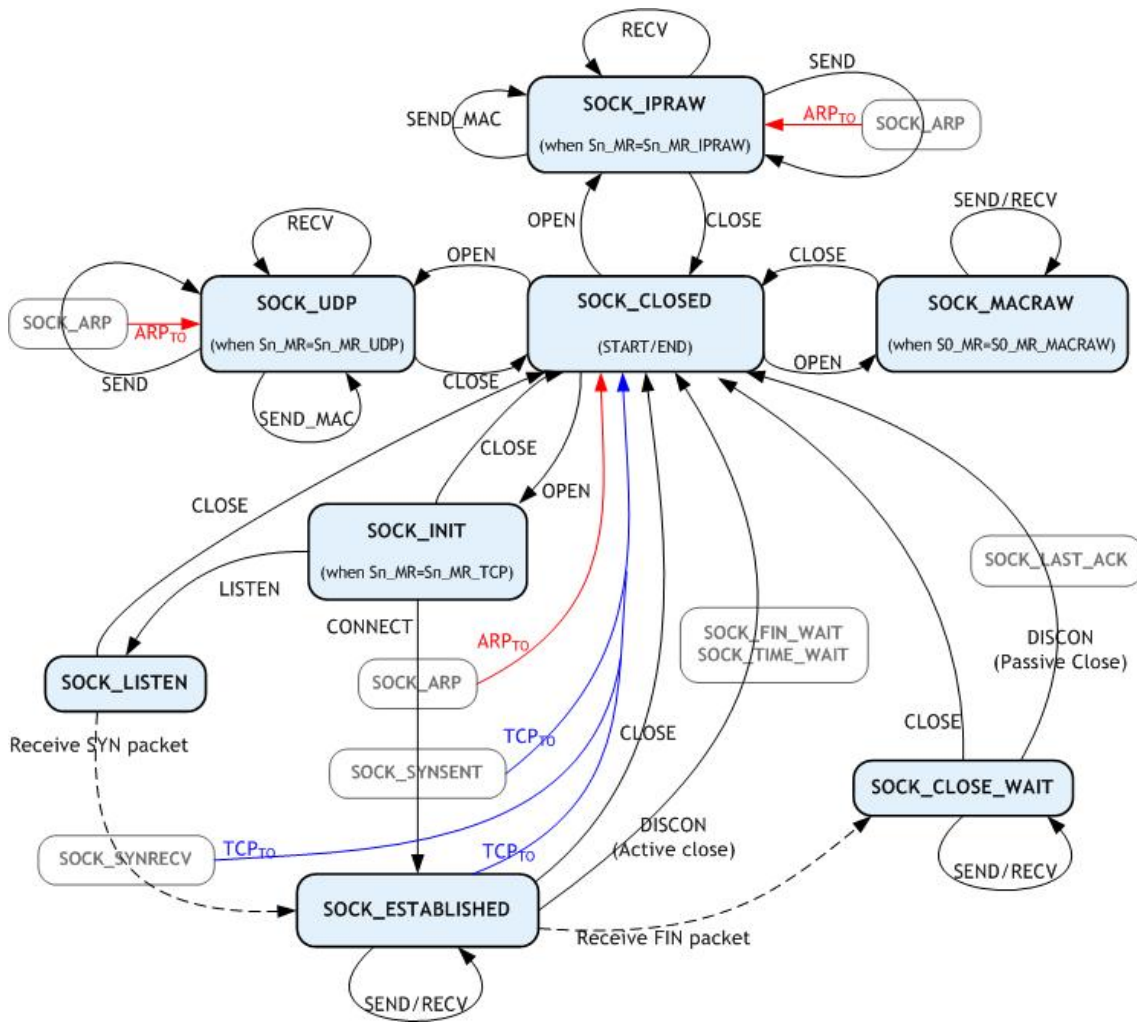 RECV
SEND
SOCK_IPRAW
(when Sn_MR=Sn_MR_IPRAW)
SEND_MAC
ARPTO
SOCK_ARP
OPEN
CLOSE
SEND/RECV
RECV
OPEN
CLOSE
SOCK_UDP
(when Sn_MR=Sn_MR_UDP)
SOCK_CLOSED
(START/END)
SOCK_MACRAW
(when S0_MR=S0_MR_MACRAW)
SOCK_ARP
ARPTO
SEND
CLOSE
OPEN
SEND_MAC
CLOSE
CLOSE
OPEN
SOCK_INIT
(when Sn_MR=Sn_MR_TCP)
LISTEN
CONNECT
SOCK_LAST_ACK
ARPTO
SOCK_FIN_WAIT
SOCK_TIME_WAIT
DISCON
(Passive Close)
SOCK_LISTEN
SOCK_ARP
Receive SYN packet
TCPTO
CLOSE
CLOSE
SOCK_SYNSENT
SOCK_CLOSE_WAIT
DISCON
(Active close)
SOCK_SYNRECV
TCPTO
TCPTO
SEND/RECV
SOCK_ESTABLISHED
Receive FIN packet
SEND/RECV